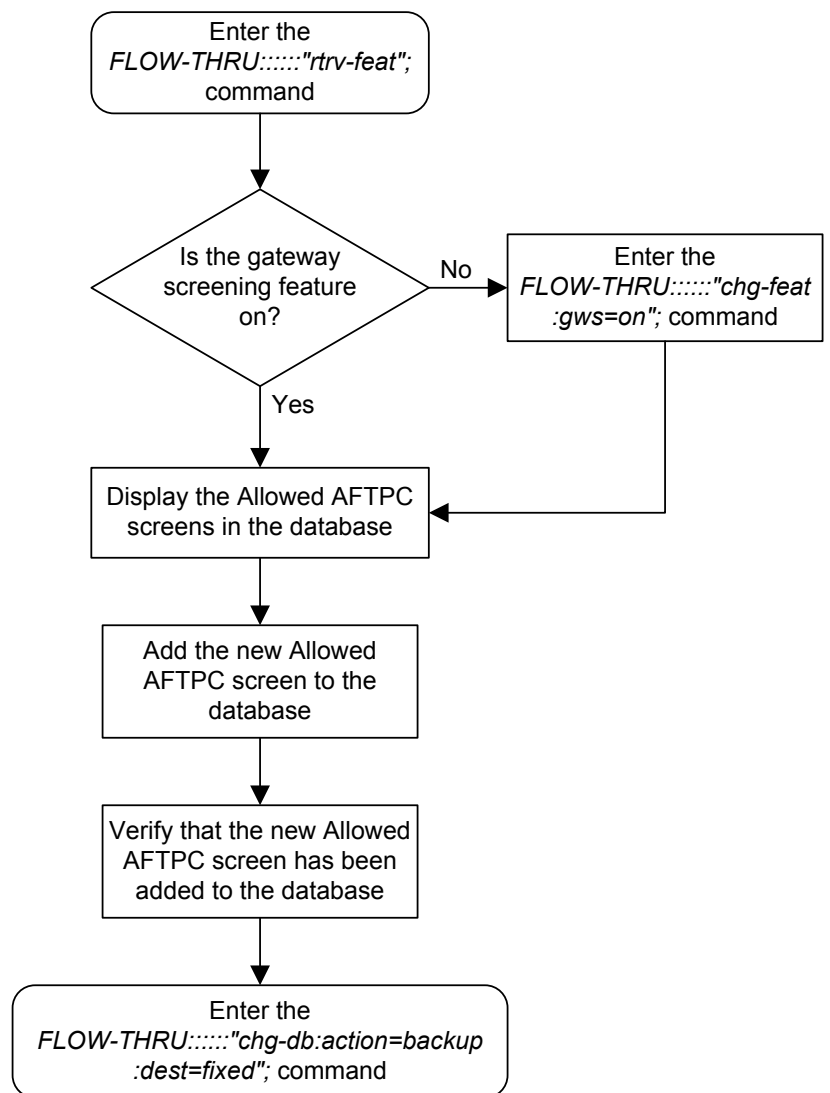 Enter the
FLOW-THRU::::::"rtrv-feat";
command
Is the gateway
screening feature
on?
No
Enter the
FLOW-THRU::::::"chg-feat
:gws=on"; command
Yes
Display the Allowed AFTPC
screens in the database
Add the new Allowed
AFTPC screen to the
database
Verify that the new Allowed
AFTPC screen has been
added to the database
Enter the
FLOW-THRU::::::"chg-db:action=backup
:dest=fixed"; command